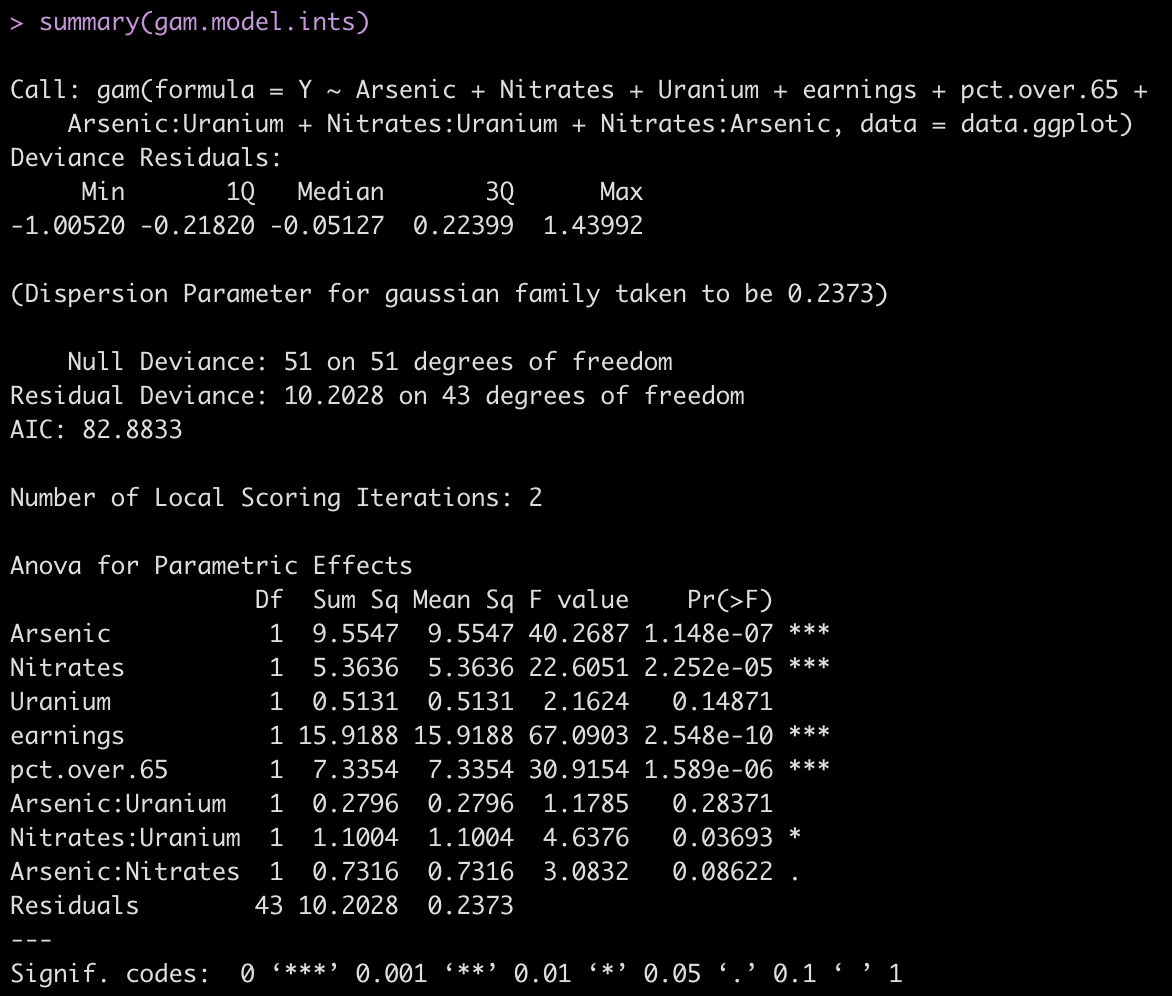 > summary(gam.model.ints)

Call: gam(formula = Y ~ Arsenic + Nitrates + Uranium + earnings + pct.over.65 +
    Arsenic:Uranium + Nitrates:Uranium + Nitrates:Arsenic, data = data.ggplot)
Deviance Residuals:
     Min       1Q   Median       3Q      Max
-1.00520 -0.21820 -0.05127  0.22399  1.43992

(Dispersion Parameter for gaussian family taken to be 0.2373)

    Null Deviance: 51 on 51 degrees of freedom
Residual Deviance: 10.2028 on 43 degrees of freedom
AIC: 82.8833

Number of Local Scoring Iterations: 2

Anova for Parametric Effects
                 Df  Sum Sq Mean Sq F value    Pr(>F)
Arsenic           1  9.5547  9.5547 40.2687 1.148e-07 ***
Nitrates          1  5.3636  5.3636 22.6051 2.252e-05 ***
Uranium           1  0.5131  0.5131  2.1624   0.14871
earnings          1 15.9188 15.9188 67.0903 2.548e-10 ***
pct.over.65       1  7.3354  7.3354 30.9154 1.589e-06 ***
Arsenic:Uranium   1  0.2796  0.2796  1.1785   0.28371
Nitrates:Uranium  1  1.1004  1.1004  4.6376   0.03693 *
Arsenic:Nitrates  1  0.7316  0.7316  3.0832   0.08622 .
Residuals        43 10.2028  0.2373
---
Signif. codes:  0 ‘***’ 0.001 ‘**’ 0.01 ‘*’ 0.05 ‘.’ 0.1 ‘ ’ 1